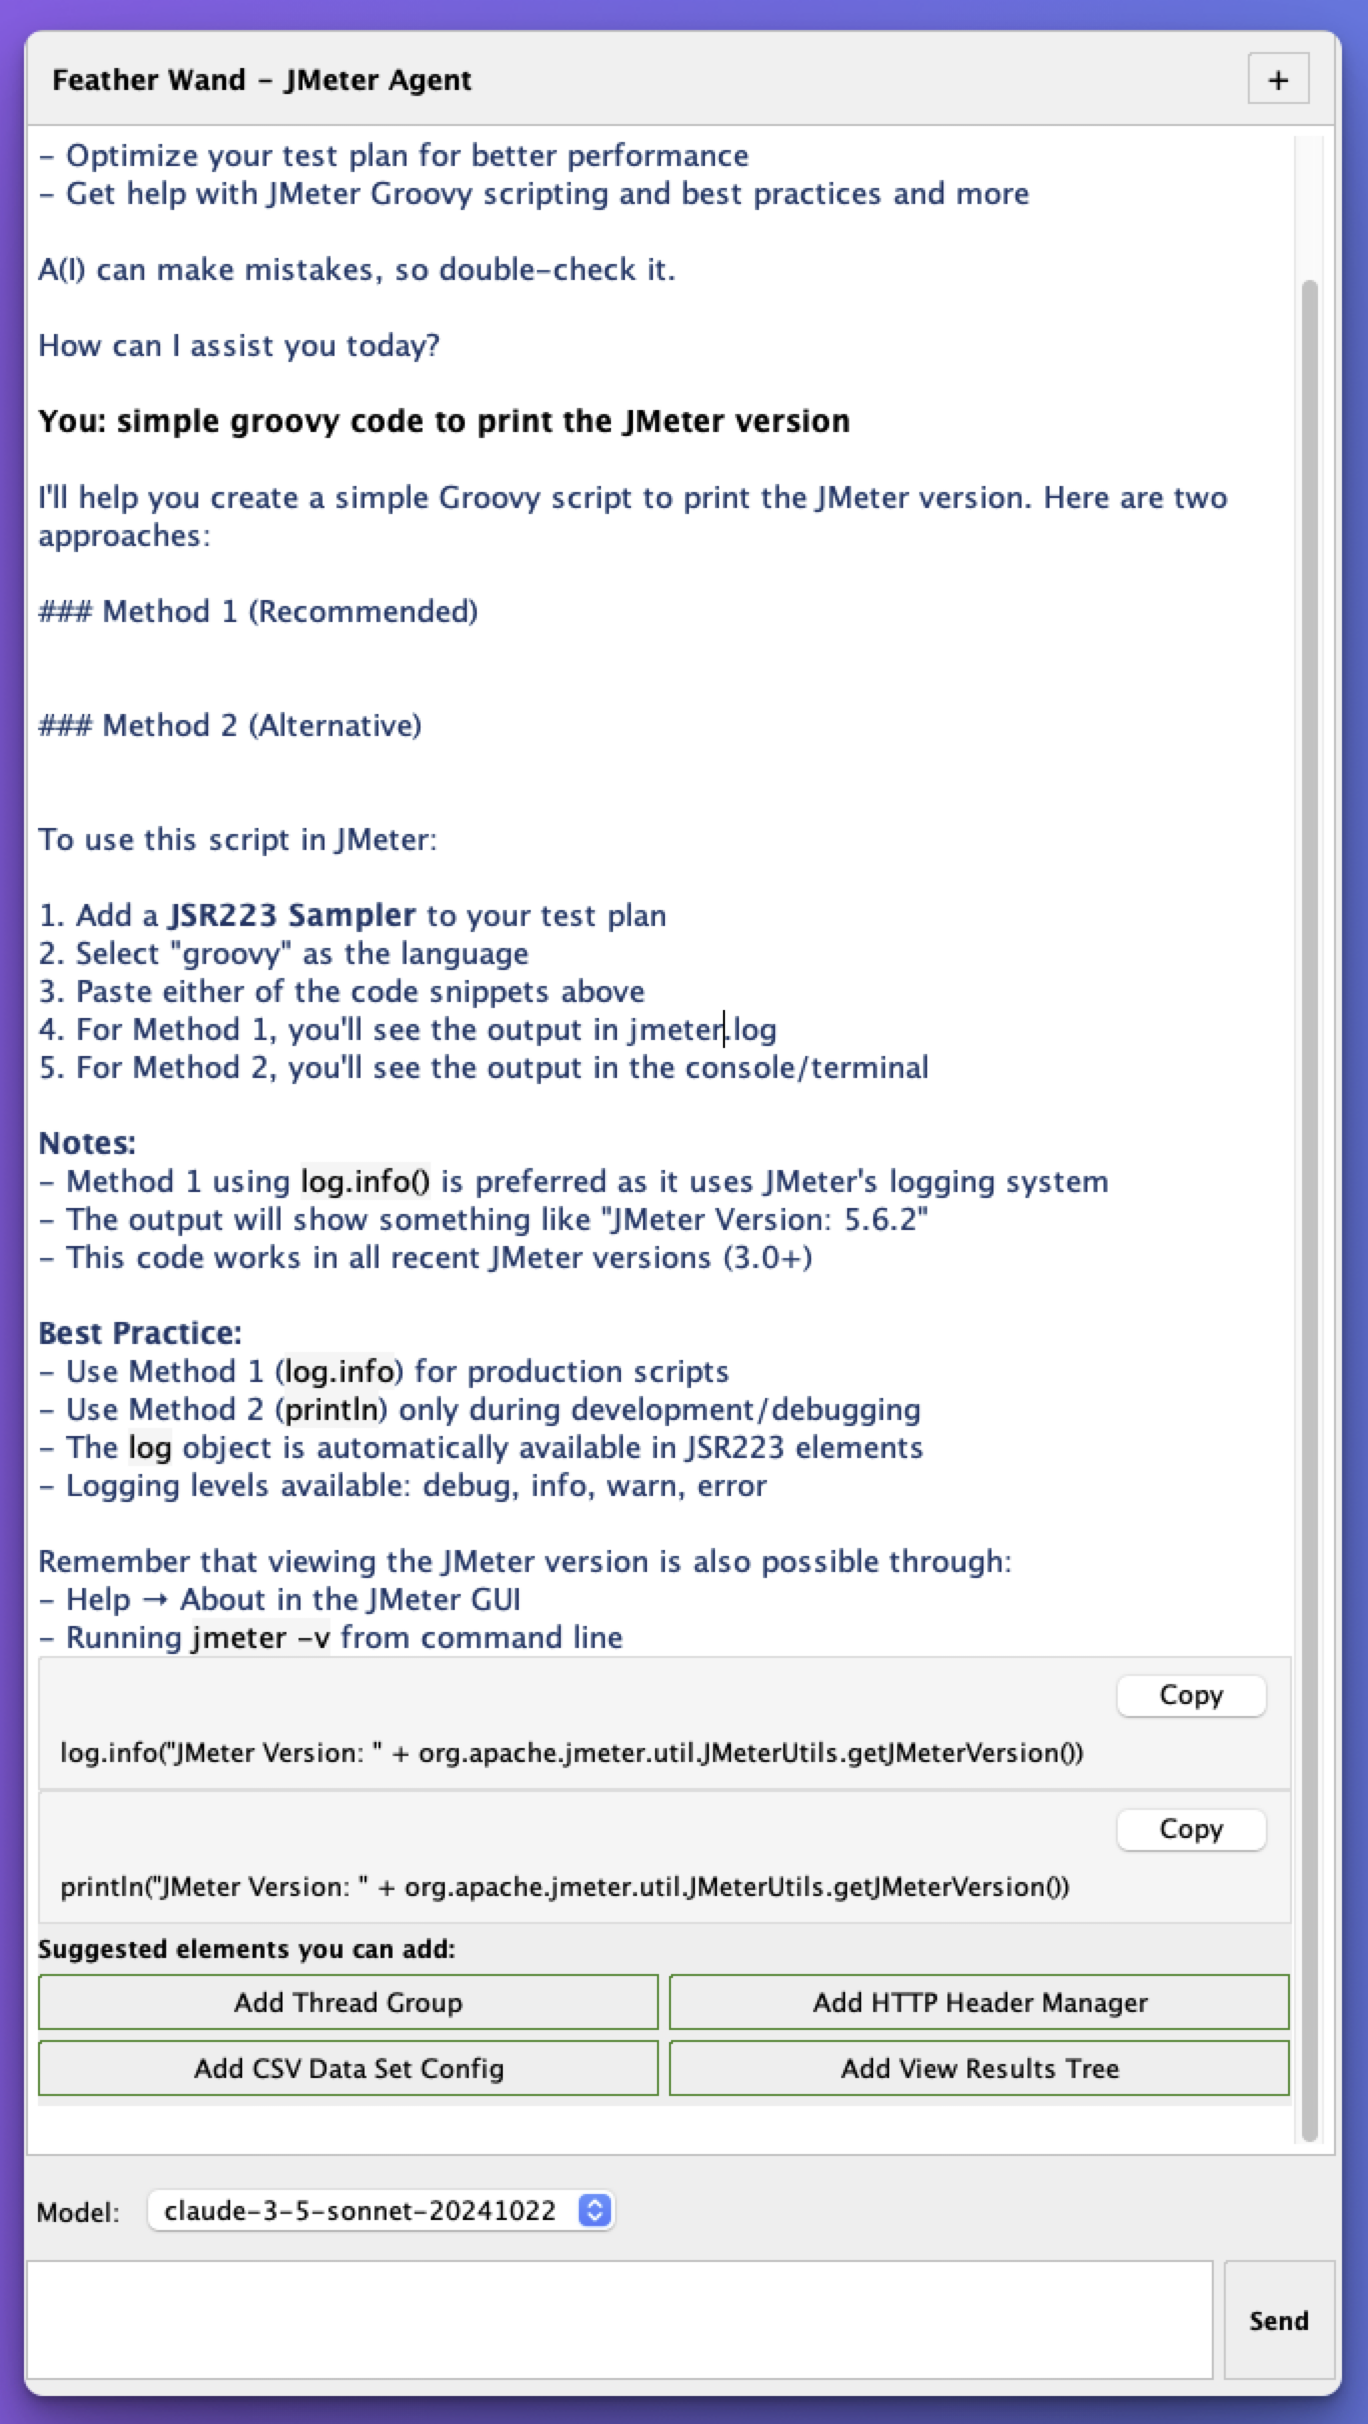 Feather Wand – JMeter Agent
+
– Optimize your test plan for better performance
– Get help with JMeter Groovy scripting and best practices and more
A(I) can make mistakes, so double–check it.
How can I assist you today?
You: simple groovy code to print the JMeter version
I'll help you create a simple Groovy script to print the JMeter version. Here are two
approaches:
### Method 1 (Recommended)
### Method 2 (Alternative)
To use this script in JMeter:
1. Add a JSR223 Sampler to your test plan
2. Select "groovy" as the language
3. Paste either of the code snippets above
4. For Method 1, you'll see the output in jmeter.log
5. For Method 2, you'll see the output in the console/terminal
Notes:
– Method 1 using log.info() is preferred as it uses JMeter's logging system
– The output will show something like "JMeter Version: 5.6.2"
– This code works in all recent JMeter versions (3.0+)
Best Practice:
– Use Method 1 (log.info) for production scripts
– Use Method 2 (println) only during development/debugging
– The log object is automatically available in JSR223 elements
– Logging levels available: debug, info, warn, error
Remember that viewing the JMeter version is also possible through:
– Help → About in the JMeter GUI
– Running jmeter –v from command line
Copy
log.info("JMeter Version: " + org.apache.jmeter.util.JMeterUtils.getJMeterVersion())
Copy
println("JMeter Version: " + org.apache.jmeter.util.JMeterUtils.getJMeterVersion())
Suggested elements you can add:
Add Thread Group
Add HTTP Header Manager
Add CSV Data Set Config
Add View Results Tree
Model: claude–3–5–sonnet–20241022
Send